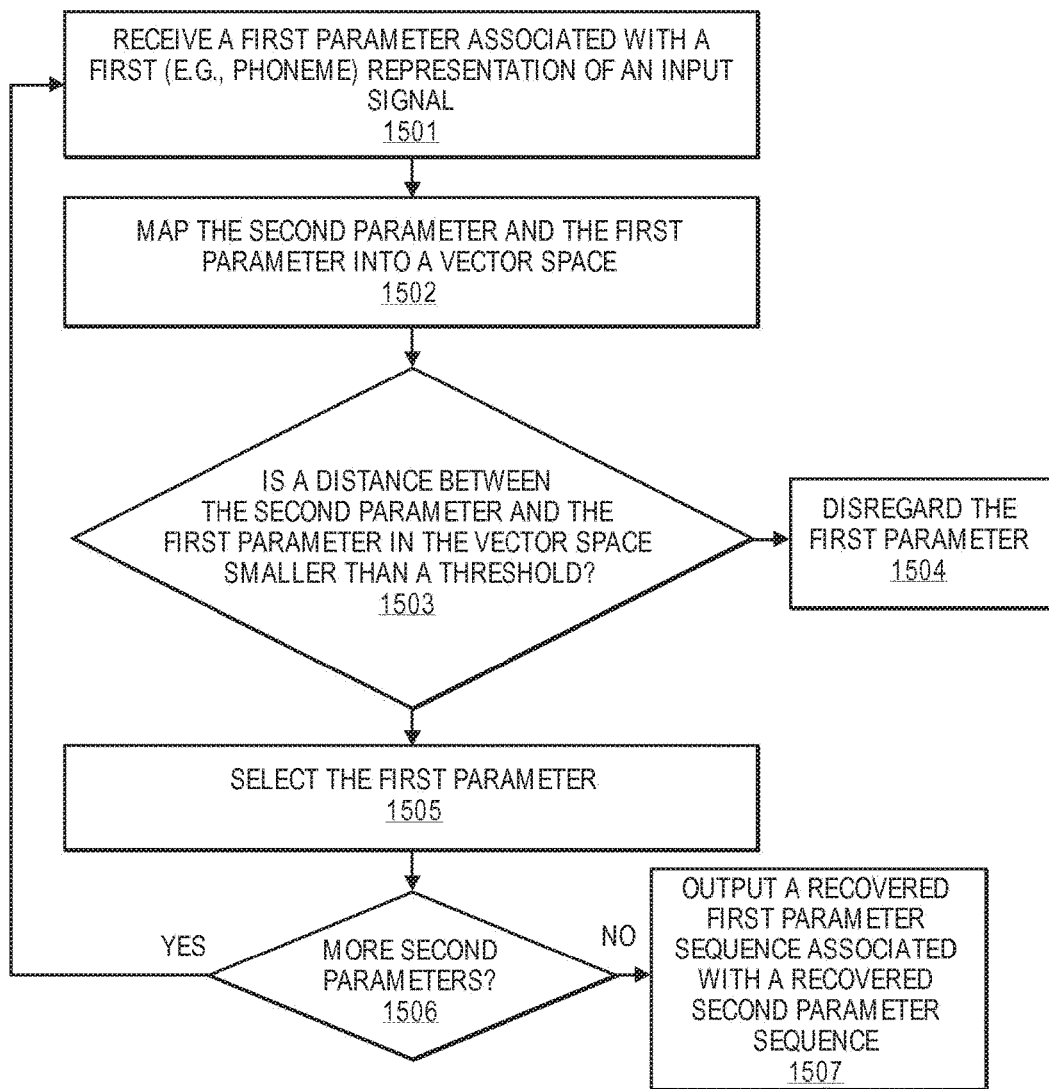 RECEIVE A FIRST PARAMETER ASSOCIATED WITH A
FIRST (E.G., PHONEME) REPRESENTATION OF AN INPUT
SIGNAL
1501
MAP THE SECOND PARAMETER AND THE FIRST
PARAMETER INTO A VECTOR SPACE
1502
IS A DISTANCE BETWEEN
THE SECOND PARAMETER AND THE
FIRST PARAMETER IN THE VECTOR SPACE
SMALLER THAN A THRESHOLD?
1503
DISREGARD THE
FIRST PARAMETER
1504
SELECT THE FIRST PARAMETER
1505
YES
MORE SECOND
PARAMETERS?
1506
NO
OUTPUT A RECOVERED
FIRST PARAMETER
SEQUENCE ASSOCIATED
WITH A RECOVERED
SECOND PARAMETER
SEQUENCE
1507